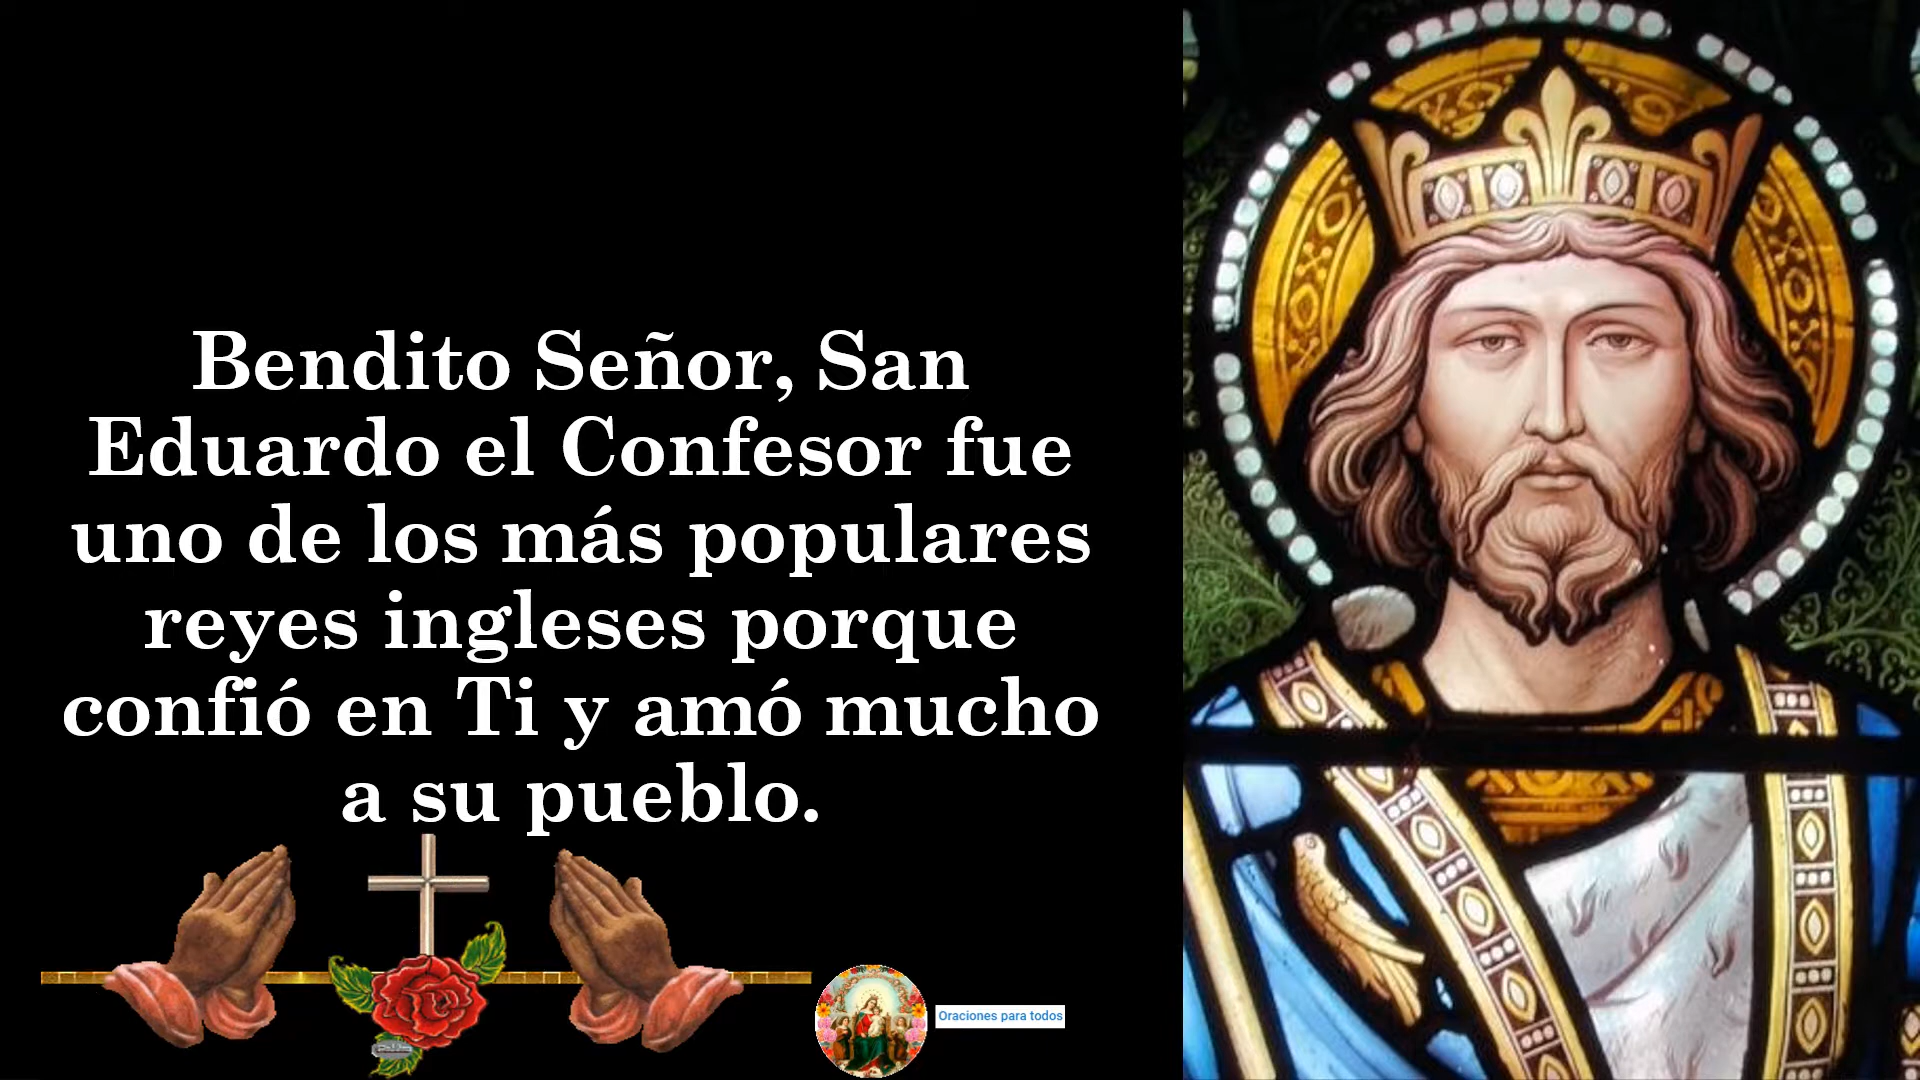 Bendito Señor, San
Eduardo el Confesor fue
uno de los más populares
reyes ingleses porque
confió en Ti y amó mucho
a su pueblo.
Oraciones para todos